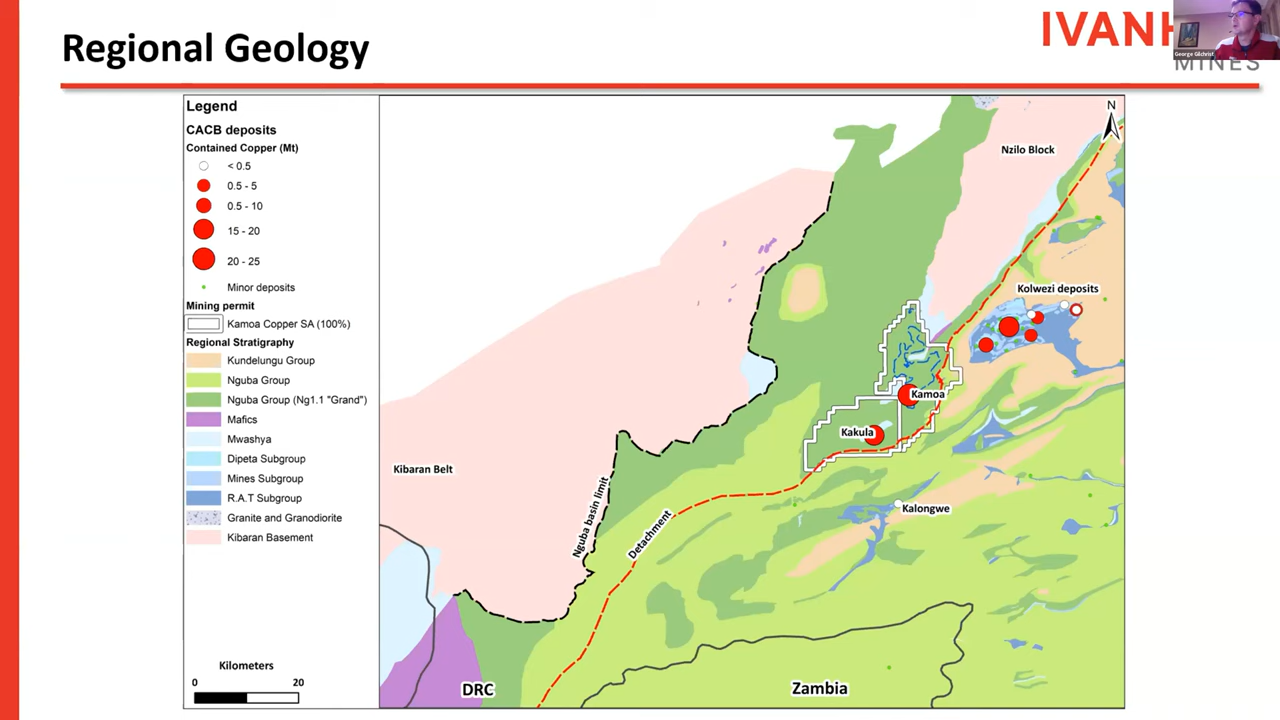 Regional Geology
IVANH
MINES
George Gilchrist
Legend
CACB deposits
Contained Copper (Mt)
< 0.5
0.5 - 5
0.5 - 10
15 - 20
20 - 25
Minor deposits
Mining permit
Kamoa Copper SA (100%)
Regional Stratigraphy
Kundelungu Group
Nguba Group
Nguba Group (Ng1.1 "Grand")
Mafics
Mwashya
Dipeta Subgroup
Mines Subgroup
R.A.T Subgroup
Granite and Granodiorite
Kibaran Basement
Kilometers
0 20
N
Nzilo Block
Kolwezi deposits
Kamoa
Kakula
Kibaran Belt
Nguba basin limit
Detachment
Kalongwe
DRC
Zambia